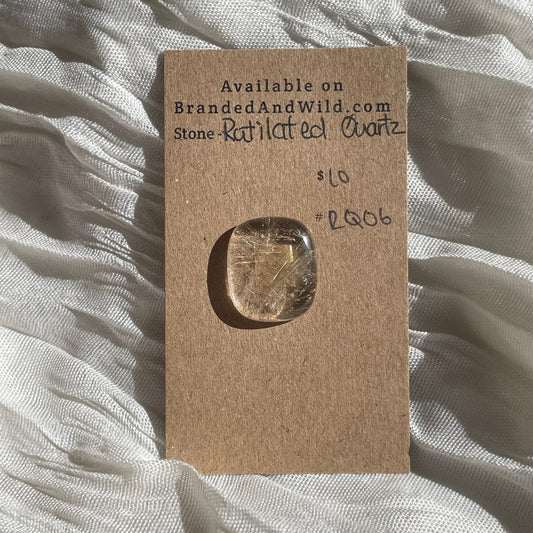 Available on
BrandedAndWild.com
Stone-Rutilated Quartz
$10
#RQ06